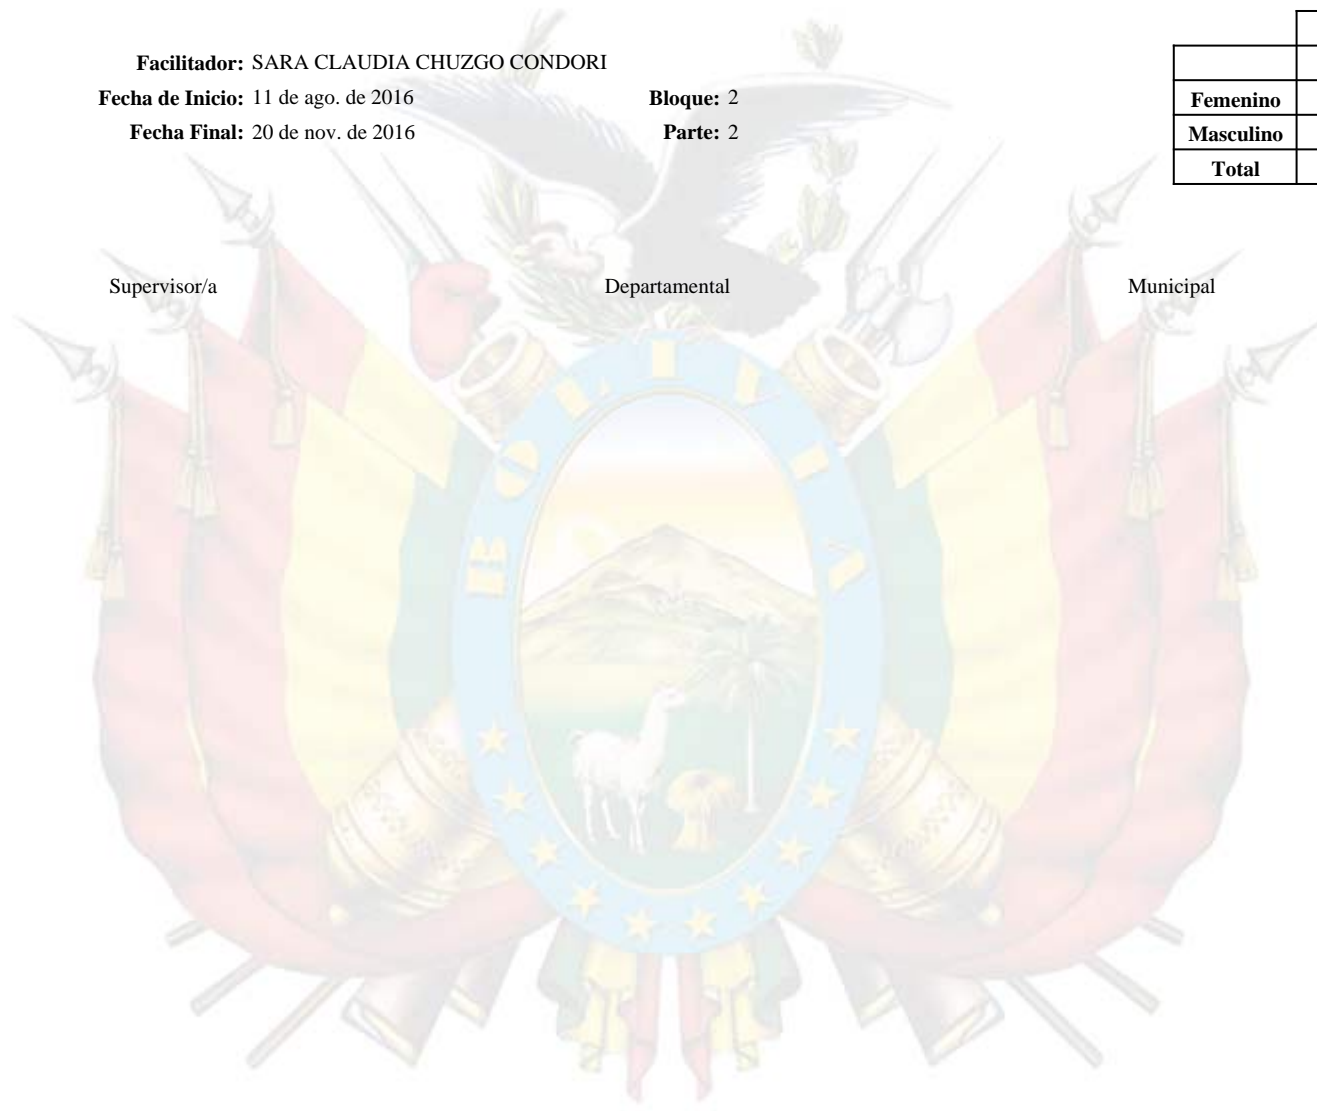 Facilitador: SARA CLAUDIA CHUZGO CONDORI
Fecha de Inicio: 11 de ago. de 2016 Bloque: 2
Fecha Final: 20 de nov. de 2016 Parte: 2
Femenino
Masculino
Total
Supervisor/a Departamental Municipal
BOLIVIA